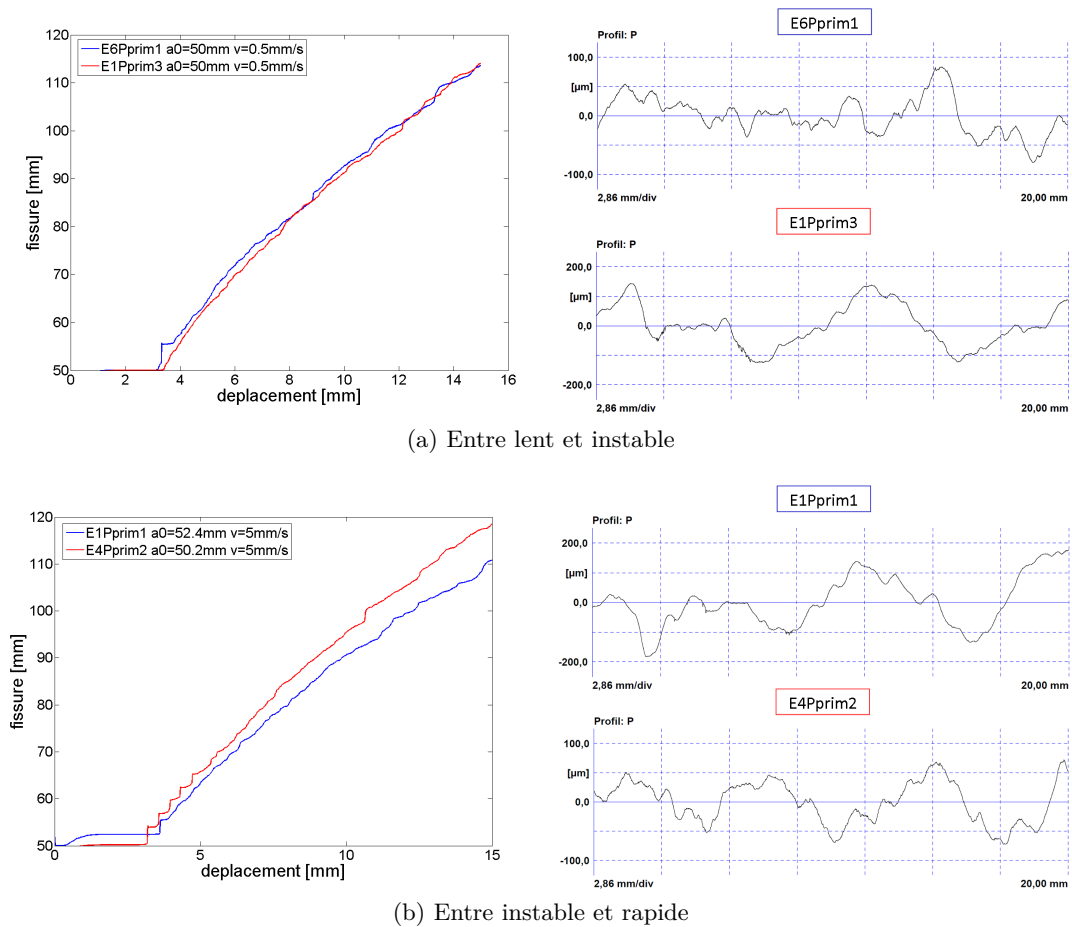 E6Pprim1 a0=50mm v=0.5mm/s
E1Pprim3 a0=50mm v=0.5mm/s
120
110
100
90
80
70
60
50
fissure [mm]
0 2 4 6 8 10 12 14 16
deplacement [mm]
E6Pprim1
Profil: P
100,0
[µm]
0,0
-100,0
2,86 mm/div 20,00 mm
E1Pprim3
Profil: P
200,0
[µm]
0,0
-200,0
2,86 mm/div 20,00 mm
(a) Entre lent et instable
E1Pprim1 a0=52.4mm v=5mm/s
E4Pprim2 a0=50.2mm v=5mm/s
120
110
100
90
80
70
60
50
fissure [mm]
0 5 10 15
deplacement [mm]
E1Pprim1
Profil: P
200,0
[µm]
0,0
-200,0
2,86 mm/div 20,00 mm
E4Pprim2
Profil: P
100,0
[µm]
0,0
-100,0
2,86 mm/div 20,00 mm
(b) Entre instable et rapide